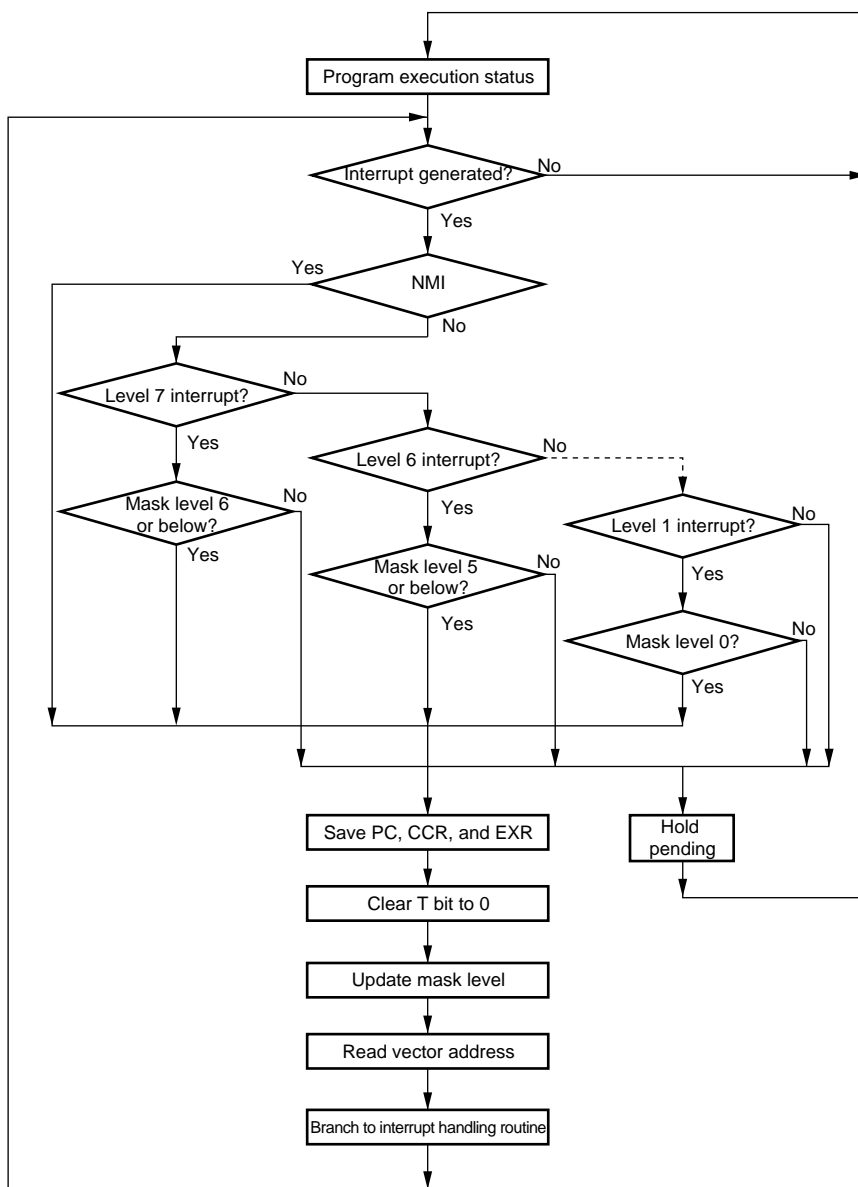 Program execution status
Interrupt generated?
No
Yes
Yes
NMI
No
Level 7 interrupt?
No
Yes
Level 6 interrupt?
No
Yes
Mask level 6
or below?
No
Yes
Level 1 interrupt?
No
Yes
Mask level 5
or below?
No
Yes
Mask level 0?
No
Yes
Save PC, CCR, and EXR
Hold
pending
Clear T bit to 0
Update mask level
Read vector address
Branch to interrupt handling routine